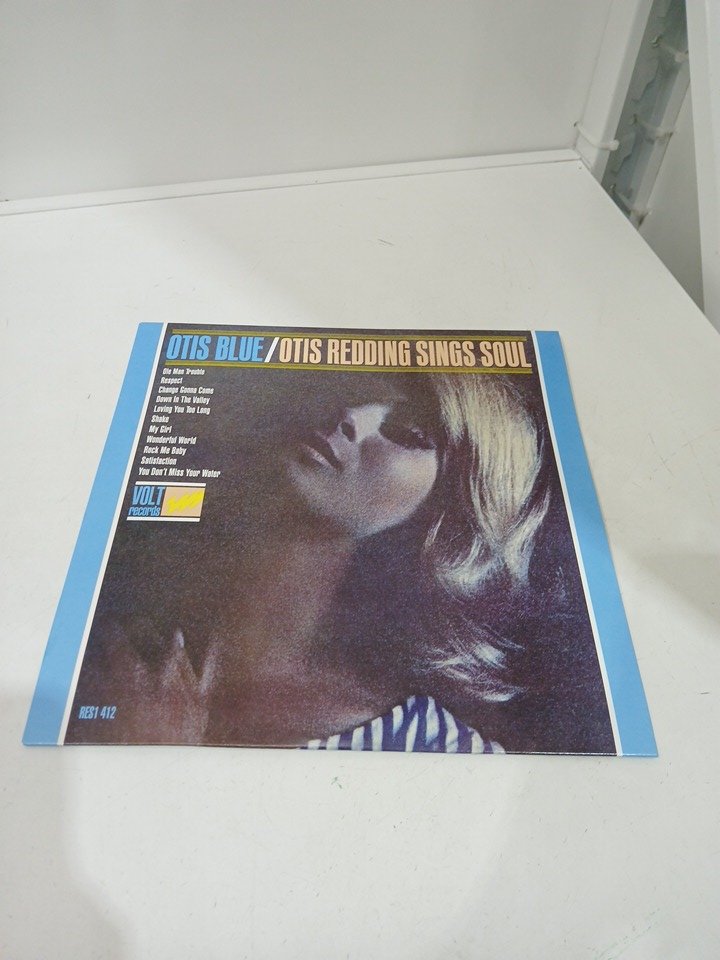 OTIS BLUE/OTIS REDDING SINGS SOUL
Ole Man Trouble
Respect
Change Gonna Come
Down In The Valley
Loving You Too Long
Shake
My Girl
Wonderful World
Rock Me Baby
Satisfaction
You Don't Miss Your Water
VOLT
records
RES1 412